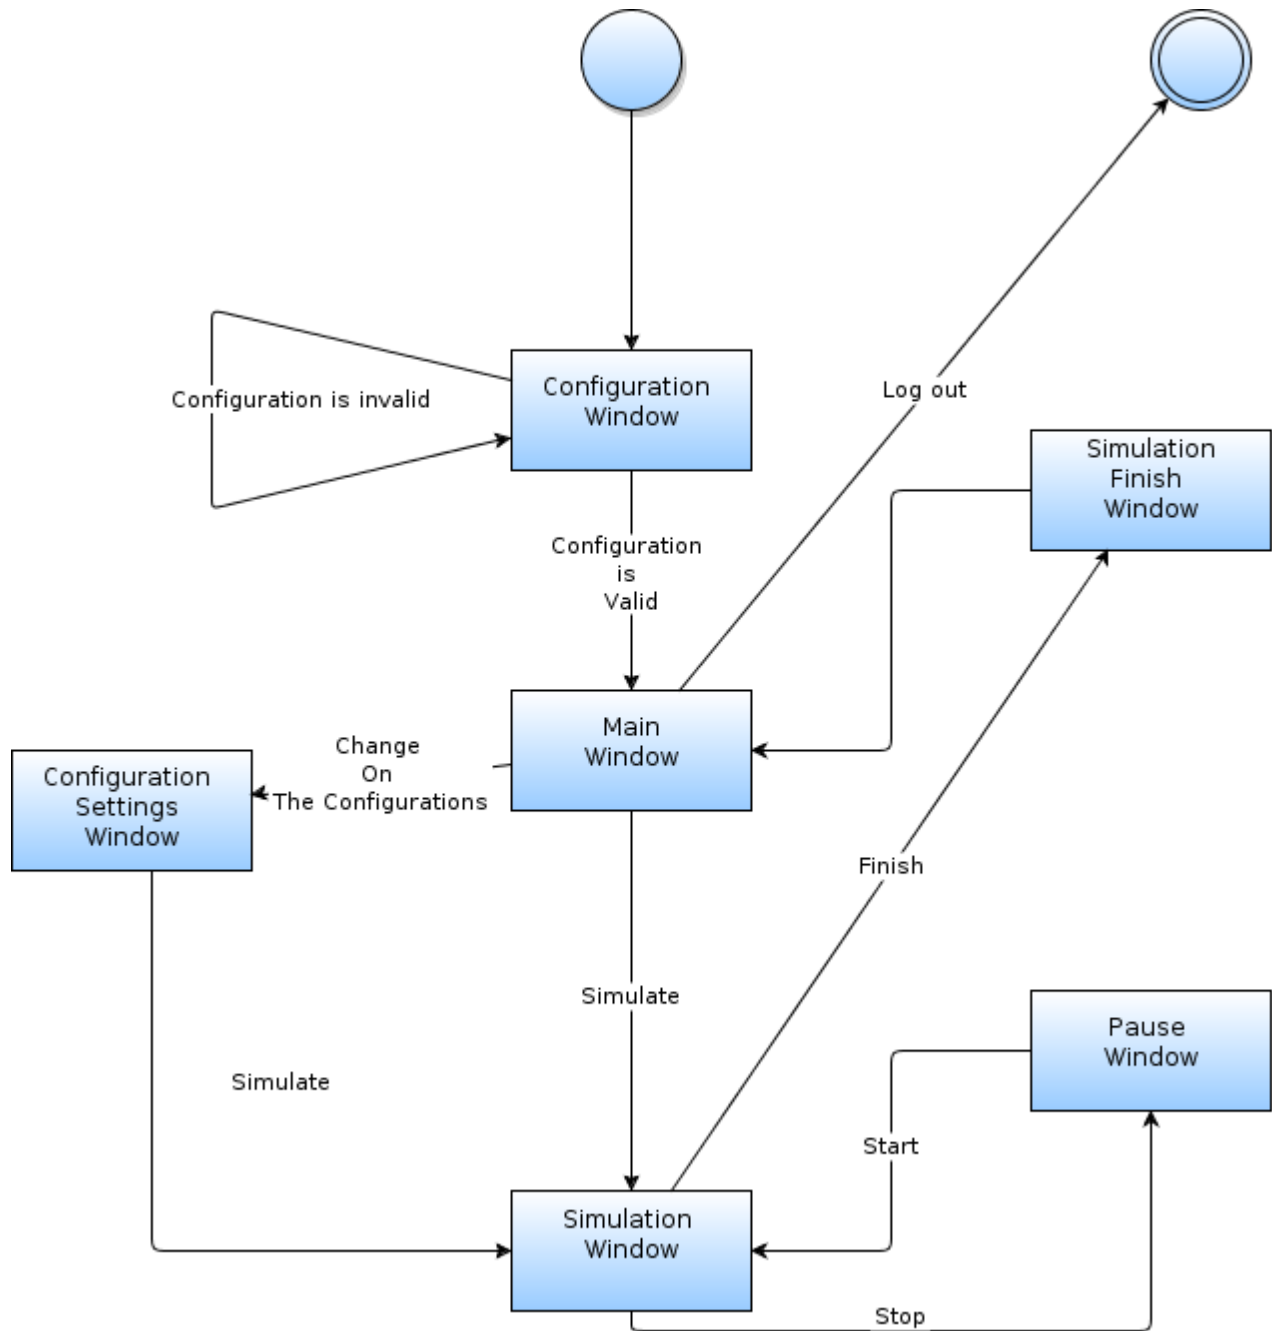 Configuration
Window
Configuration is invalid
Log out
Simulation
Finish
Window
Configuration
is
Valid
Main
Window
Change
On
The Configurations
Configuration
Settings
Window
Finish
Simulate
Pause
Window
Simulate
Start
Simulation
Window
Stop